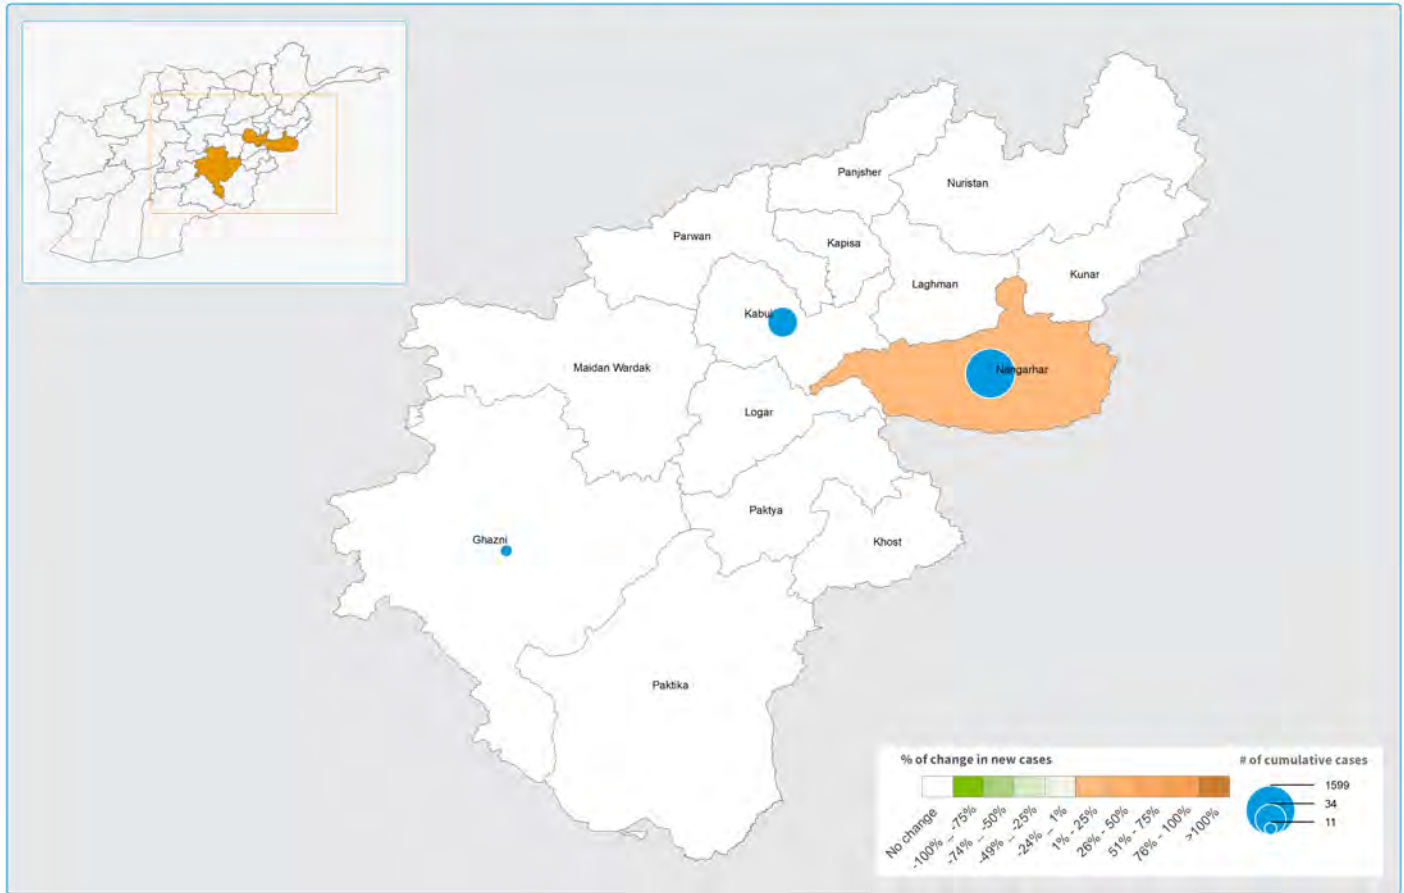 Panjsher
Nuristan
Parwan
Kapisa
Kunar
Laghman
Kabul
Maidan Wardak
Nangarhar
Logar
Paktya
Ghazni
Khost
Paktika
% of change in new cases
No change
-100% – -75%
-74% – -50%
-49% – -25%
-24% – 1%
1% - 25%
26% - 50%
51% - 75%
76% - 100%
>100%
# of cumulative cases
1599
34
11